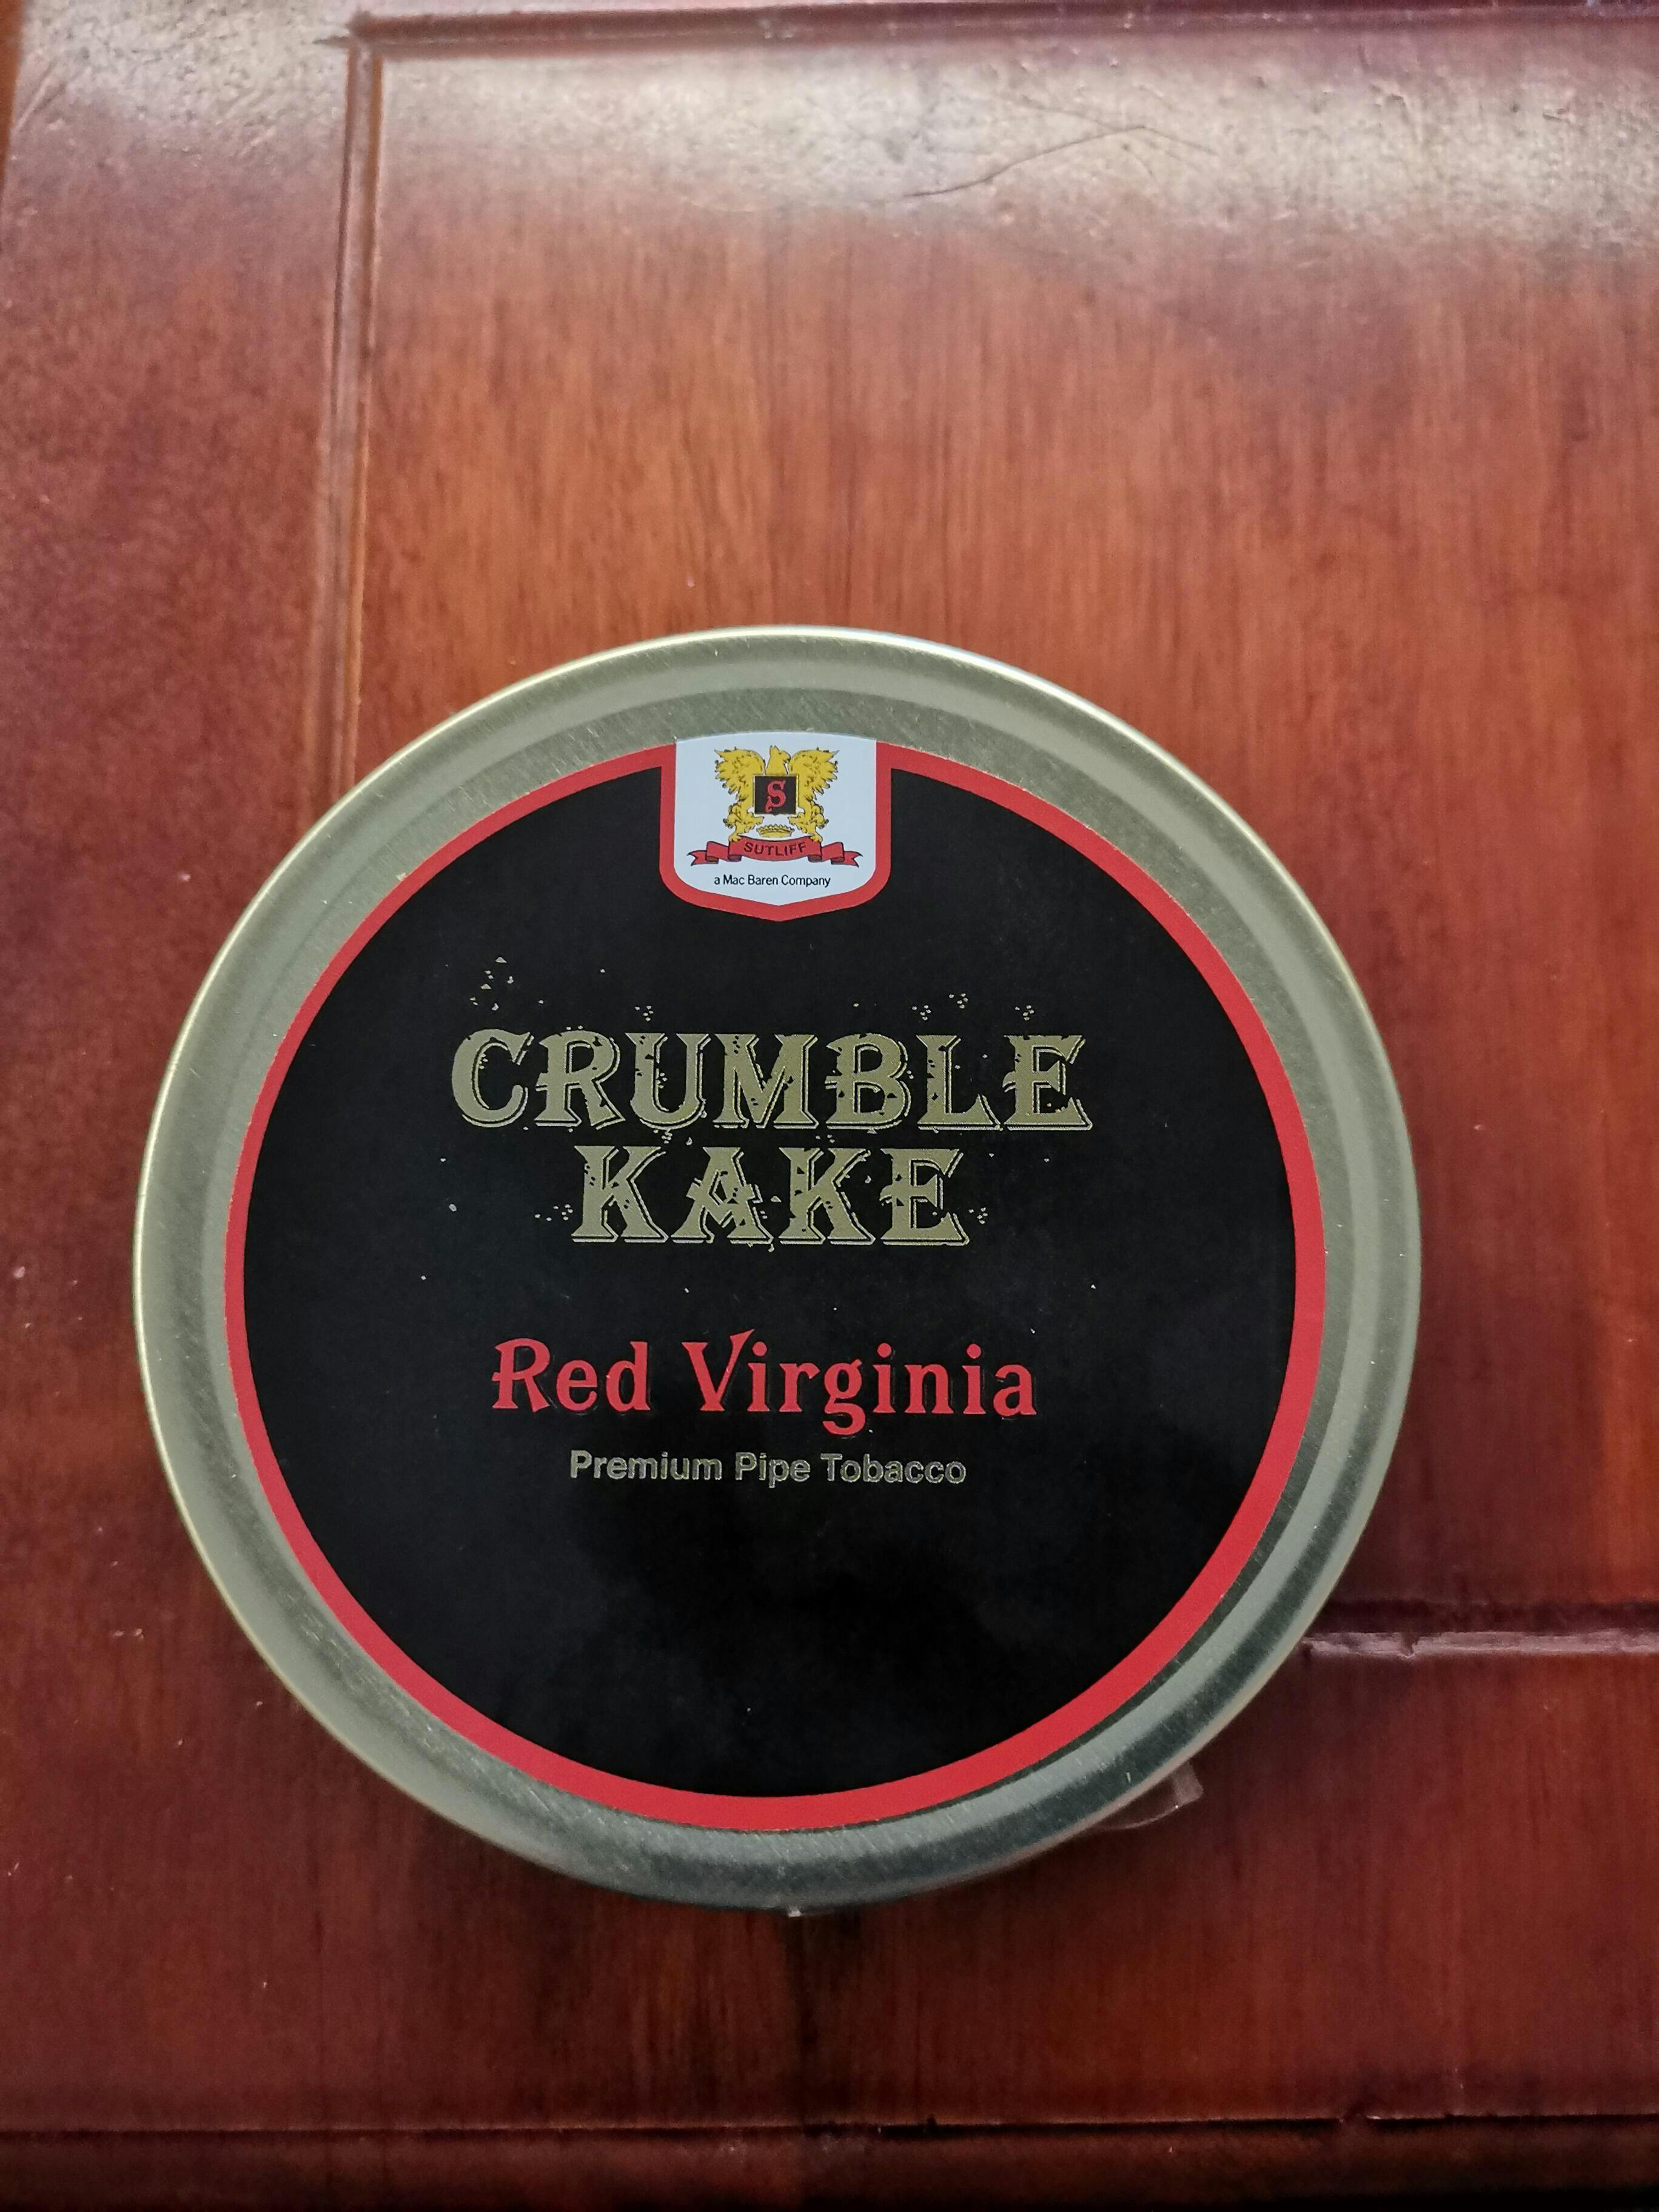 S
SUTLIFF
a Mac Baren Company
CRUMBLE
KAKE
Red Virginia
Premium Pipe Tobacco